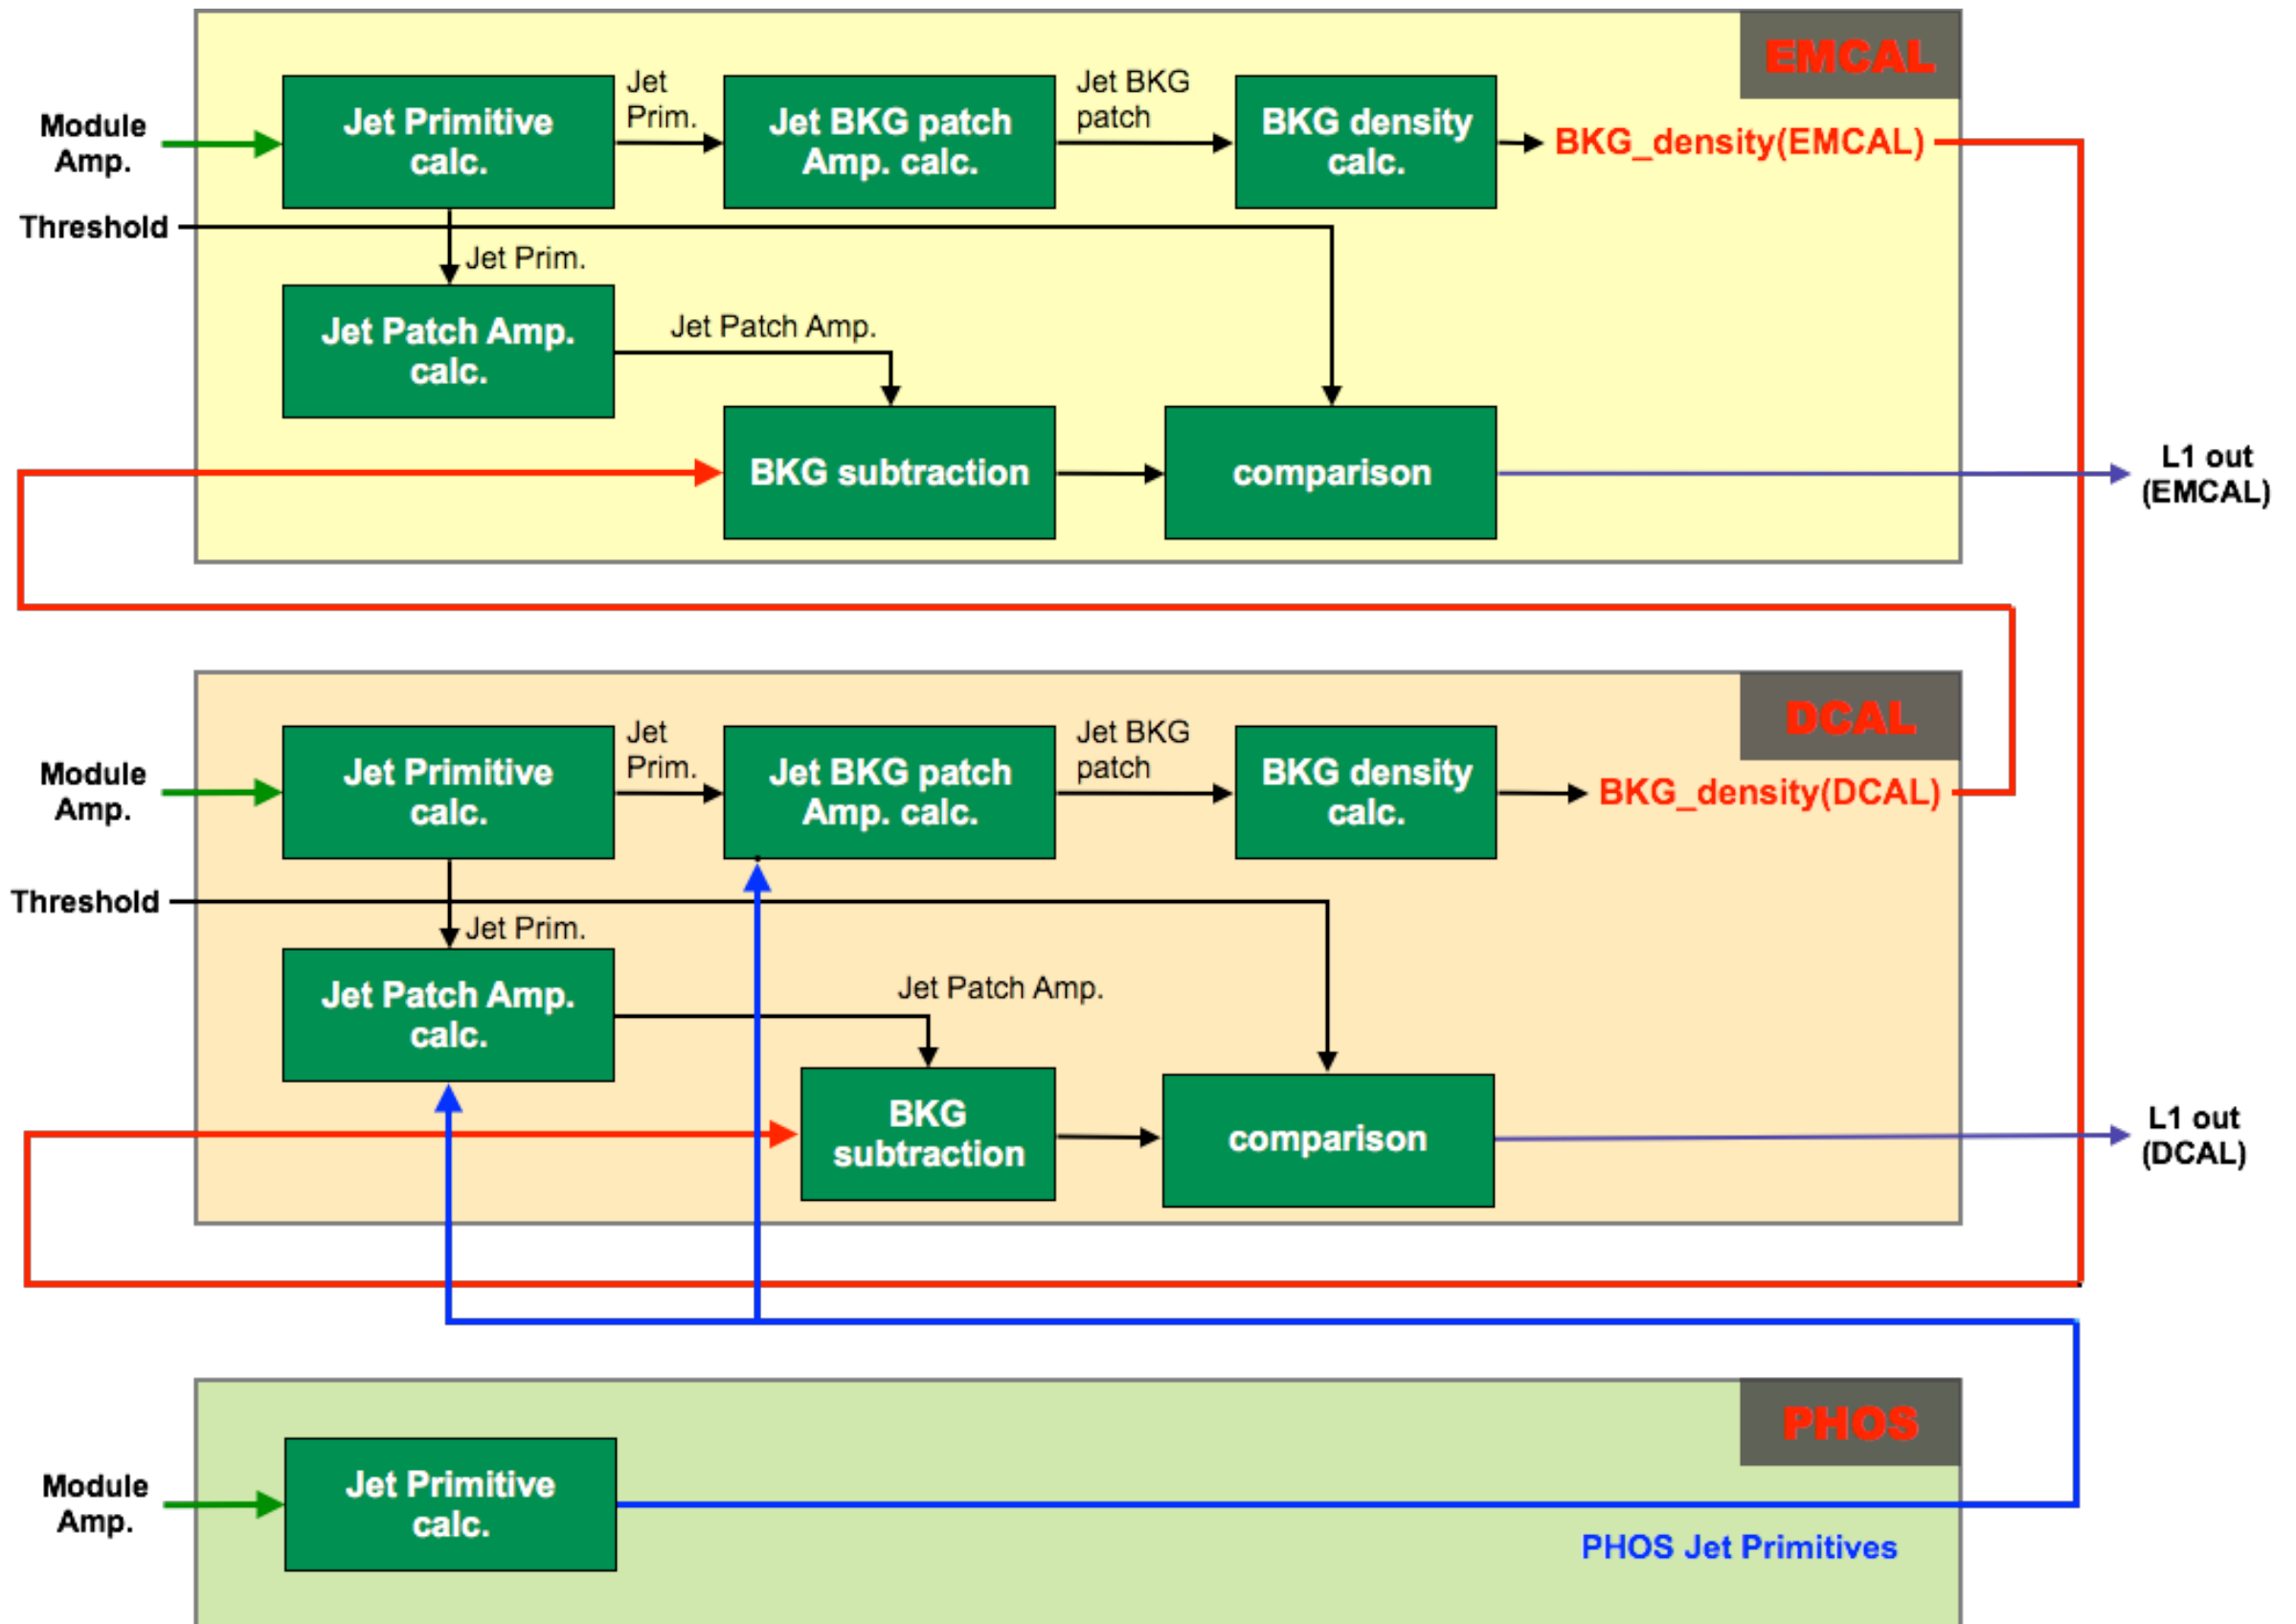 EMCAL
Jet
Prim.
Jet BKG
patch
Module
Amp.
Jet Primitive
calc.
Jet BKG patch
Amp. calc.
BKG density
calc.
BKG_density(EMCAL)
Threshold
Jet Prim.
Jet Patch Amp.
calc.
Jet Patch Amp.
BKG subtraction
comparison
L1 out
(EMCAL)
DCAL
Jet
Prim.
Jet BKG
patch
Module
Amp.
Jet Primitive
calc.
Jet BKG patch
Amp. calc.
BKG density
calc.
BKG_density(DCAL)
Threshold
Jet Prim.
Jet Patch Amp.
calc.
Jet Patch Amp.
BKG
subtraction
comparison
L1 out
(DCAL)
PHOS
Module
Amp.
Jet Primitive
calc.
PHOS Jet Primitives